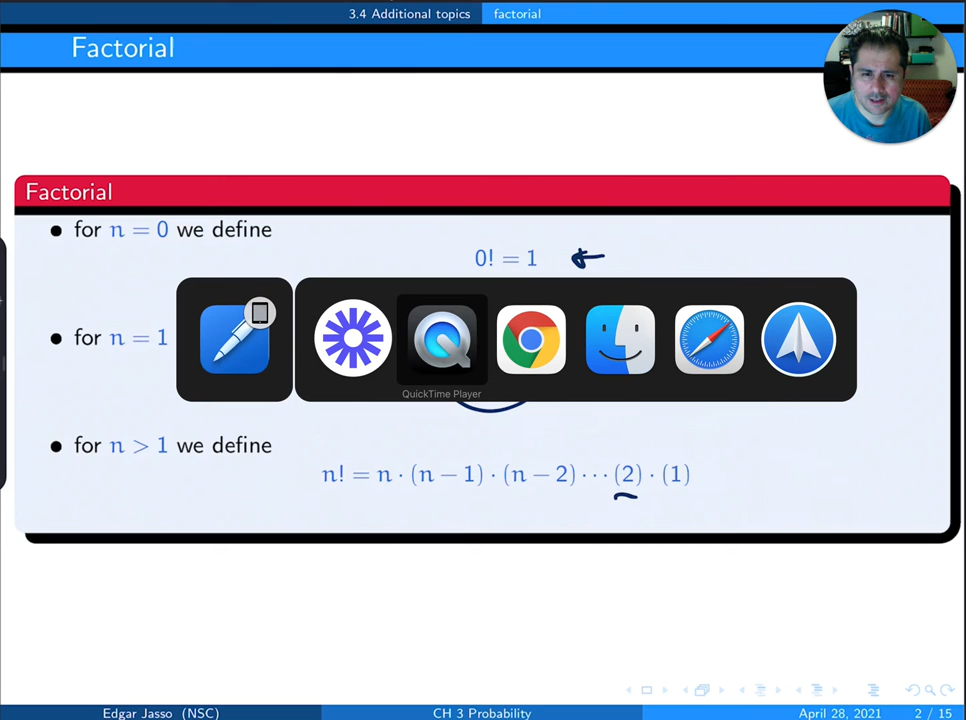 3.4 Additional topics factorial
Factorial
Factorial
• for n = 0 we define
0! = 1
• for n = 1
QuickTime Player
• for n > 1 we define
n! = n · (n − 1) · (n − 2) · · · (2) · (1)
Edgar Jasso (NSC) CH 3 Probability April 28, 2021 2 / 15